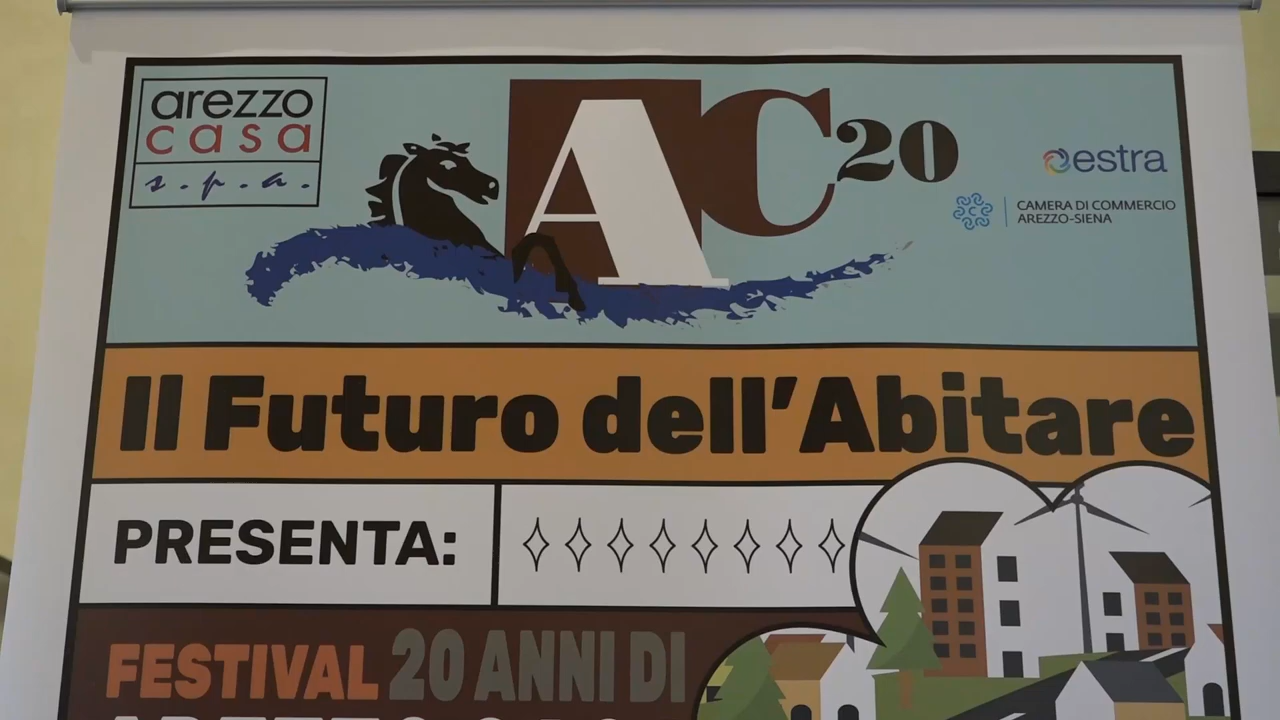 arezzo
casa
s.p.a.
AC20
estra
CAMERA DI COMMERCIO
AREZZO-SIENA
Il Futuro dell'Abitare
PRESENTA:
FESTIVAL 20 ANNI DI